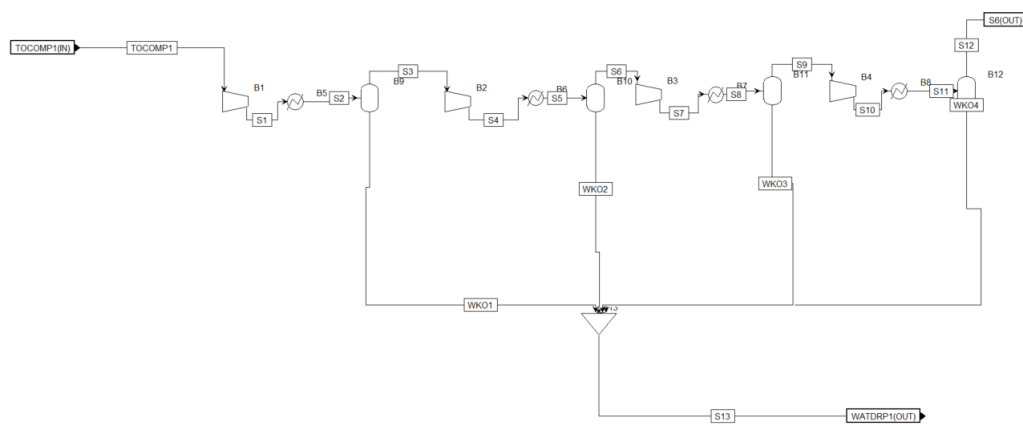 S6(OUT)
TOCOMP1(IN)
TOCOMP1
S12
S3
S6
S9
B1
B2
B3
B4
B12
B5
S2
B9
B6
S5
B10
B7
S8
B11
B8
S11
WKO4
S1
S4
S7
S10
WKO2
WKO3
WKO1
S13
WATDRP1(OUT)